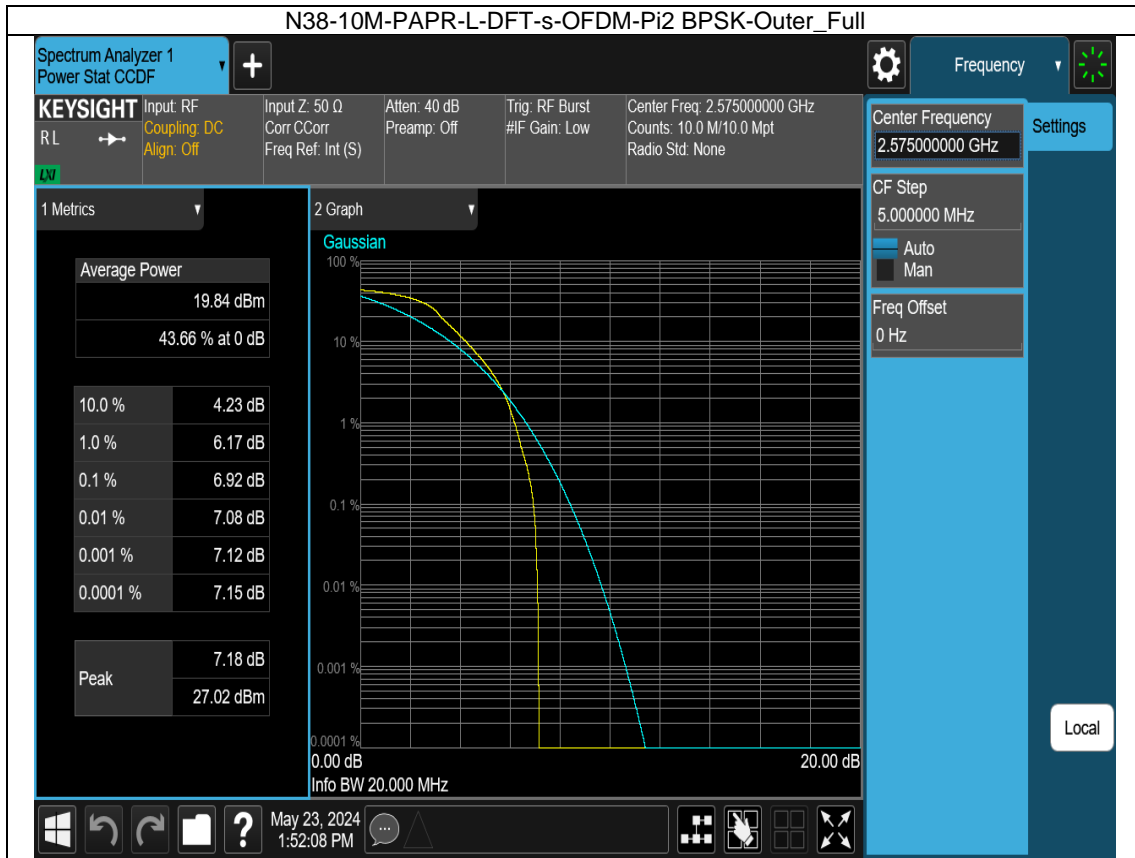 N38-10M-PAPR-L-DFT-s-OFDM-Pi2 BPSK-Outer_Full
Spectrum Analyzer 1
Power Stat CCDF
+
Frequency
KEYSIGHT
R L
LXI
Input: RF
Coupling: DC
Align: Off
Input Z: 50 Ω
Corr CCorr
Freq Ref: Int (S)
Atten: 40 dB
Preamp: Off
Trig: RF Burst
#IF Gain: Low
Center Freq: 2.575000000 GHz
Counts: 10.0 M/10.0 Mpt
Radio Std: None
Center Frequency
2.575000000 GHz
Settings
CF Step
5.000000 MHz
Auto
Man
Freq Offset
0 Hz
Local
1 Metrics
Average Power
19.84 dBm
43.66 % at 0 dB
10.0 % 4.23 dB
1.0 % 6.17 dB
0.1 % 6.92 dB
0.01 % 7.08 dB
0.001 % 7.12 dB
0.0001 % 7.15 dB
Peak 7.18 dB
27.02 dBm
2 Graph
Gaussian
100 %
10 %
1 %
0.1 %
0.01 %
0.001 %
0.0001 %
0.00 dB 20.00 dB
Info BW 20.000 MHz
?
May 23, 2024
1:52:08 PM